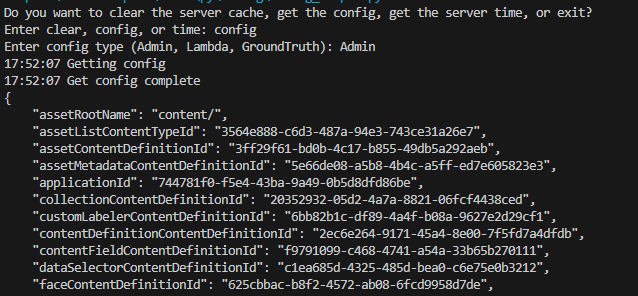 Do you want to clear the server cache, get the config, get the server time, or exit?
Enter clear, config, or time: config
Enter config type (Admin, Lambda, GroundTruth): Admin
17:52:07 Getting config
17:52:07 Get config complete
{
    "assetRootName": "content/",
    "assetListContentTypeId": "3564e888-c6d3-487a-94e3-743ce31a26e7",
    "assetContentDefinitionId": "3ff29f61-bd0b-4c17-b855-49db5a292aeb",
    "assetMetadataContentDefinitionId": "5e66de08-a5b8-4b4c-a5ff-ed7e605823e3",
    "applicationId": "744781f0-f5e4-43ba-9a49-0b5d8dfd86be",
    "collectionContentDefinitionId": "20352932-05d2-4a7a-8821-06fcf4438ced",
    "customLabelerContentDefinitionId": "6bb82b1c-df89-4a4f-b08a-9627e2d29cf1",
    "contentDefinitionContentDefinitionId": "2ec6e264-9171-45a4-8e00-7f5fd7a4dfdb",
    "contentFieldContentDefinitionId": "f9791099-c468-4741-a54a-33b65b270111",
    "dataSelectorContentDefinitionId": "c1ea685d-4325-485d-bea0-c6e75e0b3212",
    "faceContentDefinitionId": "625cbbac-b8f2-4572-ab08-6fcd9958d7de",